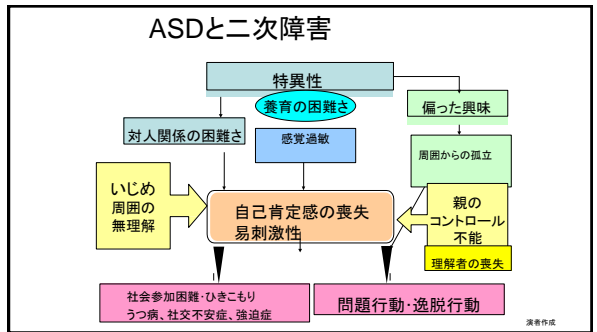 ASDと二次障害
特異性
養育の困難さ
偏った興味
対人関係の困難さ
感覚過敏
周囲からの孤立
いじめ
周囲の
無理解
自己肯定感の喪失
易刺激性
親の
コントロール
不能
理解者の喪失
社会参加困難・ひきこもり
うつ病、社交不安症、強迫症
問題行動・逸脱行動
演者作成